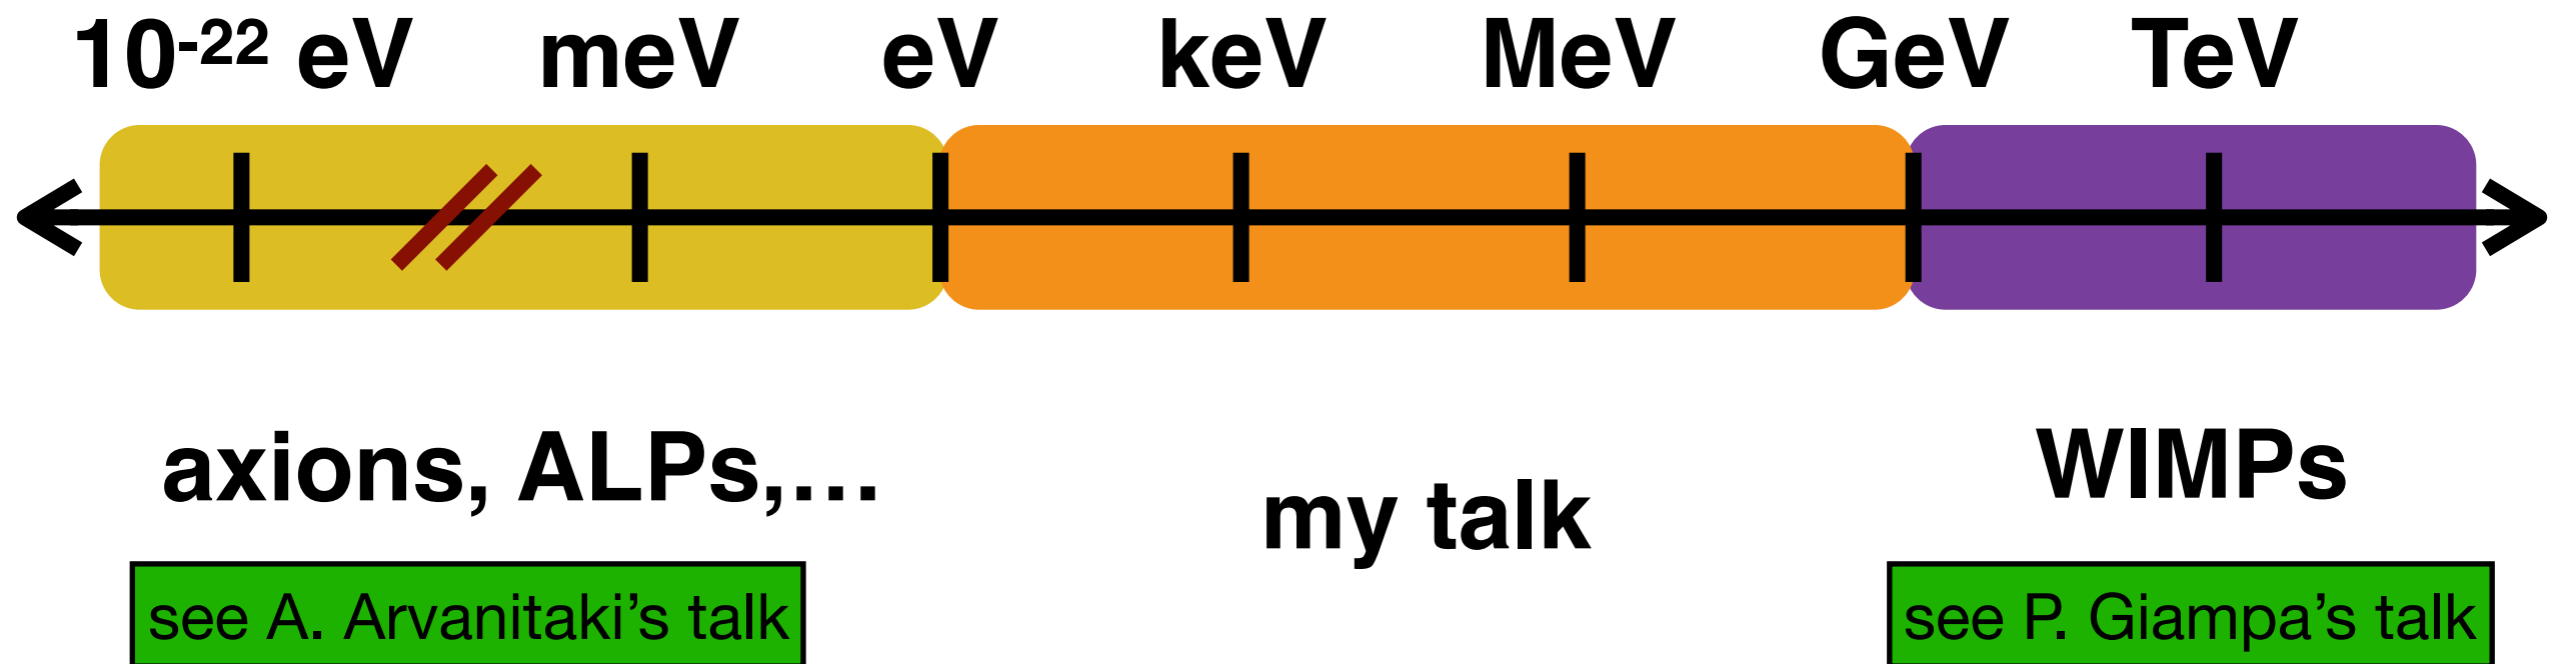 10-22 eV meV eV keV MeV GeV TeV
axions, ALPs,… my talk WIMPs
see A. Arvanitaki’s talk see P. Giampa’s talk